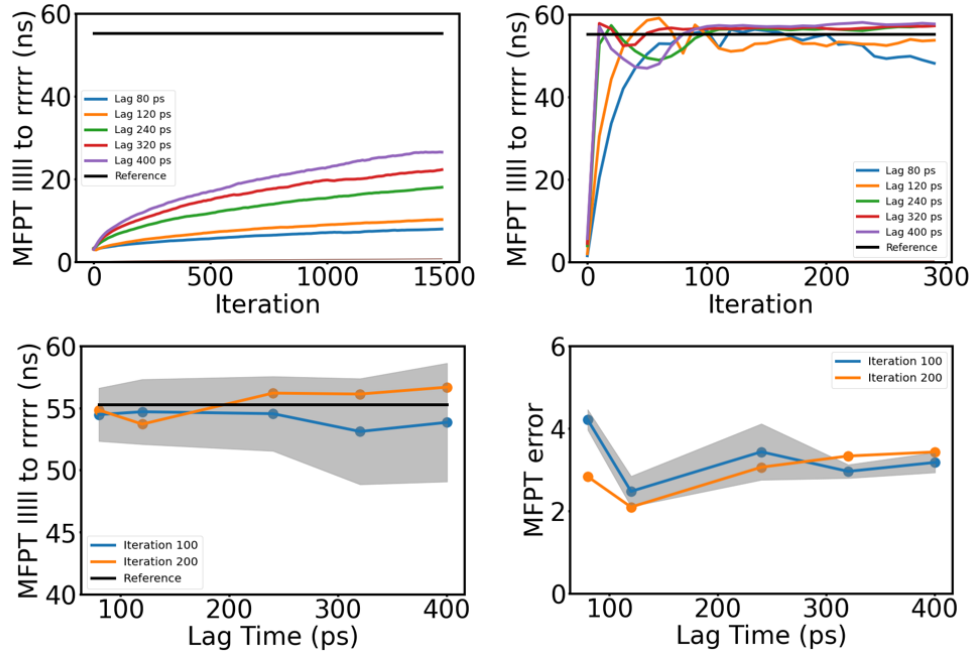 MFPT lllll to rrrrr (ns)
60
40
20
0
Lag 80 ps
Lag 120 ps
Lag 240 ps
Lag 320 ps
Lag 400 ps
Reference
0
500
1000
1500
Iteration
MFPT lllll to rrrrr (ns)
60
40
20
0
Lag 80 ps
Lag 120 ps
Lag 240 ps
Lag 320 ps
Lag 400 ps
Reference
0
100
200
300
Iteration
MFPT lllll to rrrrr (ns)
60
55
50
45
40
Iteration 100
Iteration 200
Reference
100
200
300
400
Lag Time (ps)
MFPT error
6
4
2
0
Iteration 100
Iteration 200
100
200
300
400
Lag Time (ps)